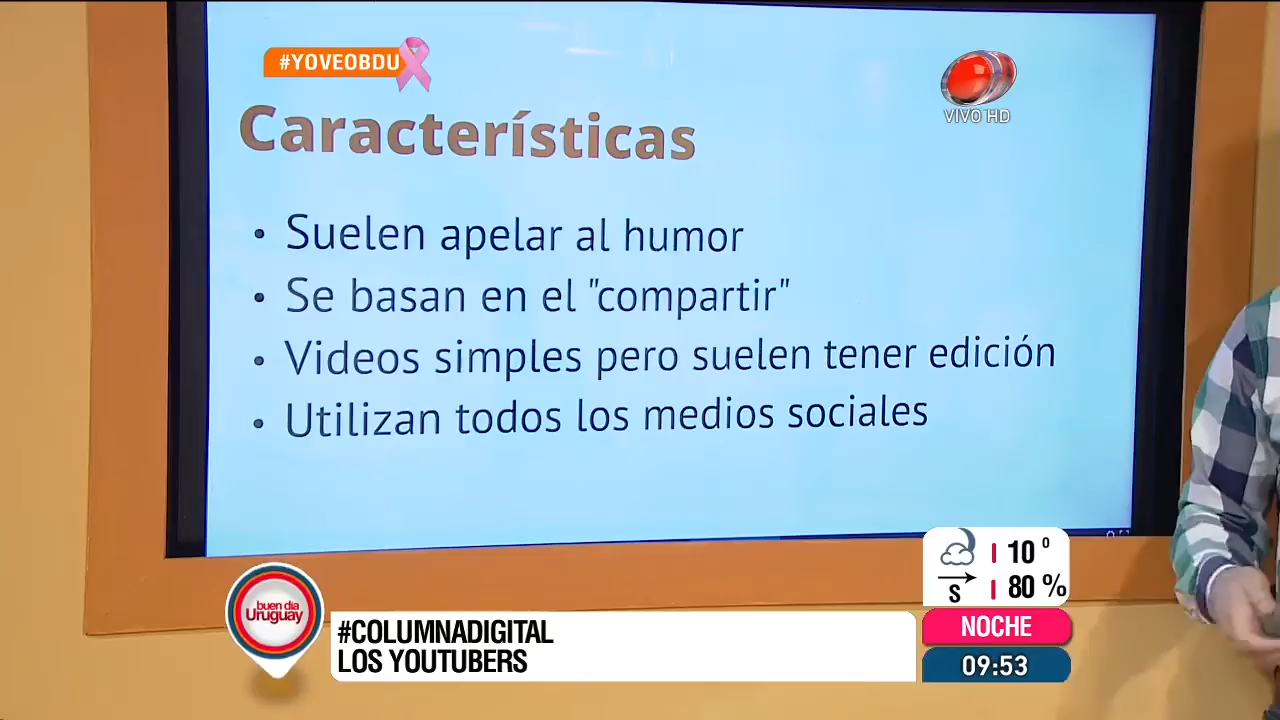 #YOVEOBDU
VIVO HD
Características
• Suelen apelar al humor
• Se basan en el "compartir"
• Videos simples pero suelen tener edición
• Utilizan todos los medios sociales
buen día
Uruguay
#COLUMNADIGITAL
LOS YOUTUBERS
10°
S 80 %
NOCHE
09:53